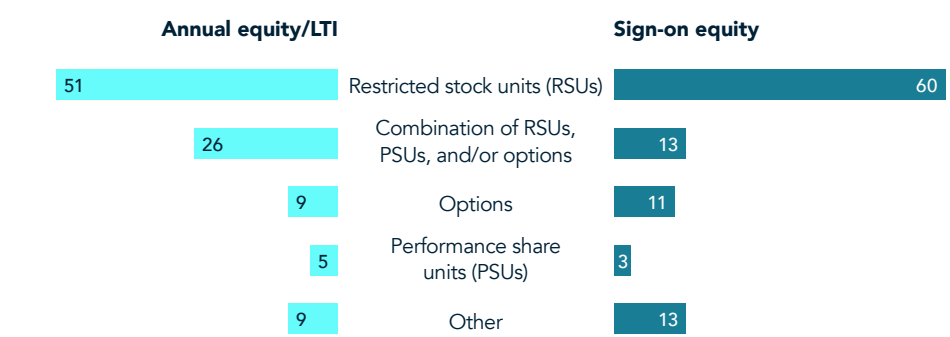 Annual equity/LTI
Sign-on equity
51
Restricted stock units (RSUs)
60
26
Combination of RSUs,
PSUs, and/or options
13
9
Options
11
5
Performance share
units (PSUs)
3
9
Other
13